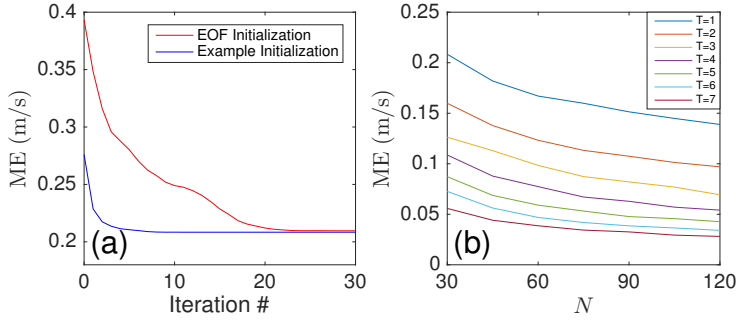 0.4
0.3
0.25
0.2
ME (m/s)
0 10 20 30
Iteration #
EOF Initialization
Example Initialization
(a)
0.25
0.2
0.15
0.1
0.05
0
ME (m/s)
30 60 90 120
N
T=1
T=2
T=3
T=4
T=5
T=6
T=7
(b)